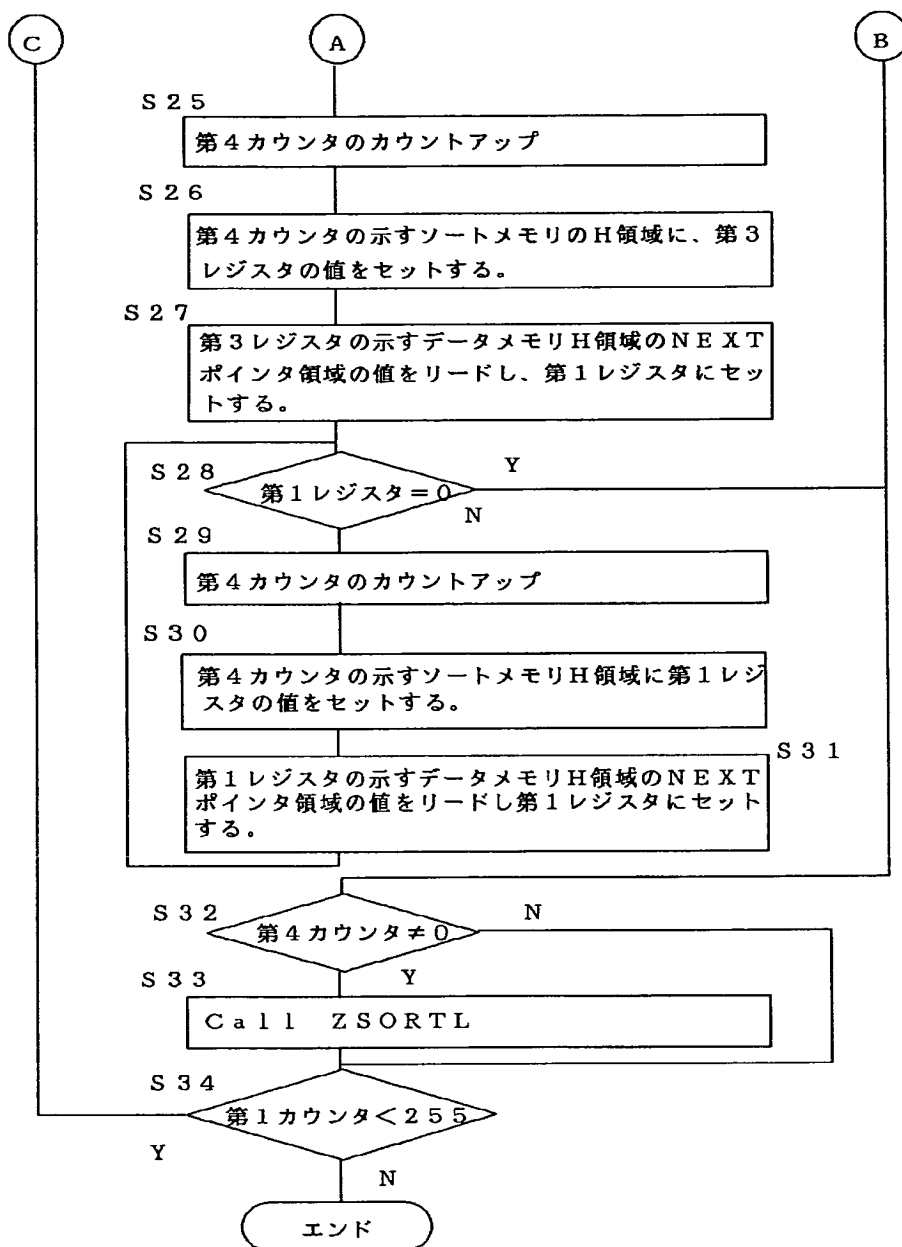 C
A
B
S25
第4カウンタのカウントアップ
S26
第4カウンタの示すソートメモリのH領域に、第3
レジスタの値をセットする。
S27
第3レジスタの示すデータメモリH領域のNEXT
ポインタ領域の値をリードし、第1レジスタにセッ
トする。
S28
Y
第1レジスタ=0
N
S29
第4カウンタのカウントアップ
S30
第4カウンタの示すソートメモリH領域に第1レジ
スタの値をセットする。
S31
第1レジスタの示すデータメモリH領域のNEXT
ポインタ領域の値をリードし第1レジスタにセット
する。
S32
N
第4カウンタ≠0
Y
S33
Call ZSORTL
S34
第1カウンタ<255
Y
N
エンド